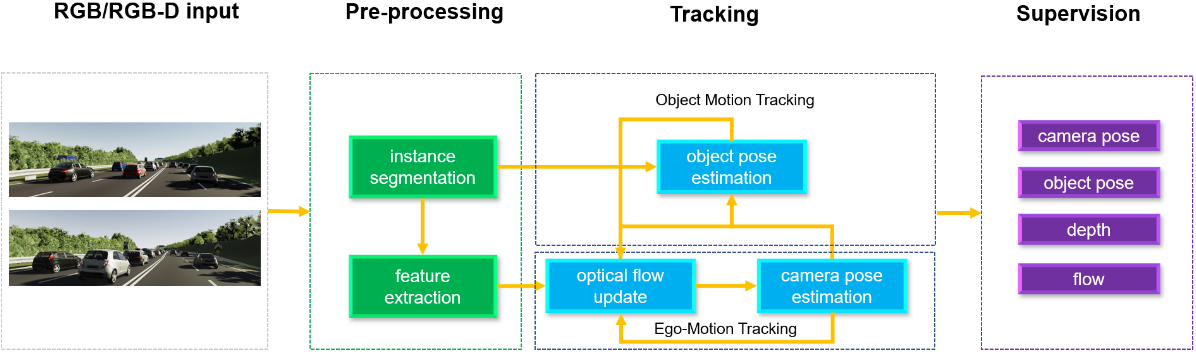 RGB/RGB-D input
Pre-processing
Tracking
Supervision
Object Motion Tracking
instance
segmentation
object pose
estimation
feature
extraction
optical flow
update
camera pose
estimation
Ego-Motion Tracking
camera pose
object pose
depth
flow